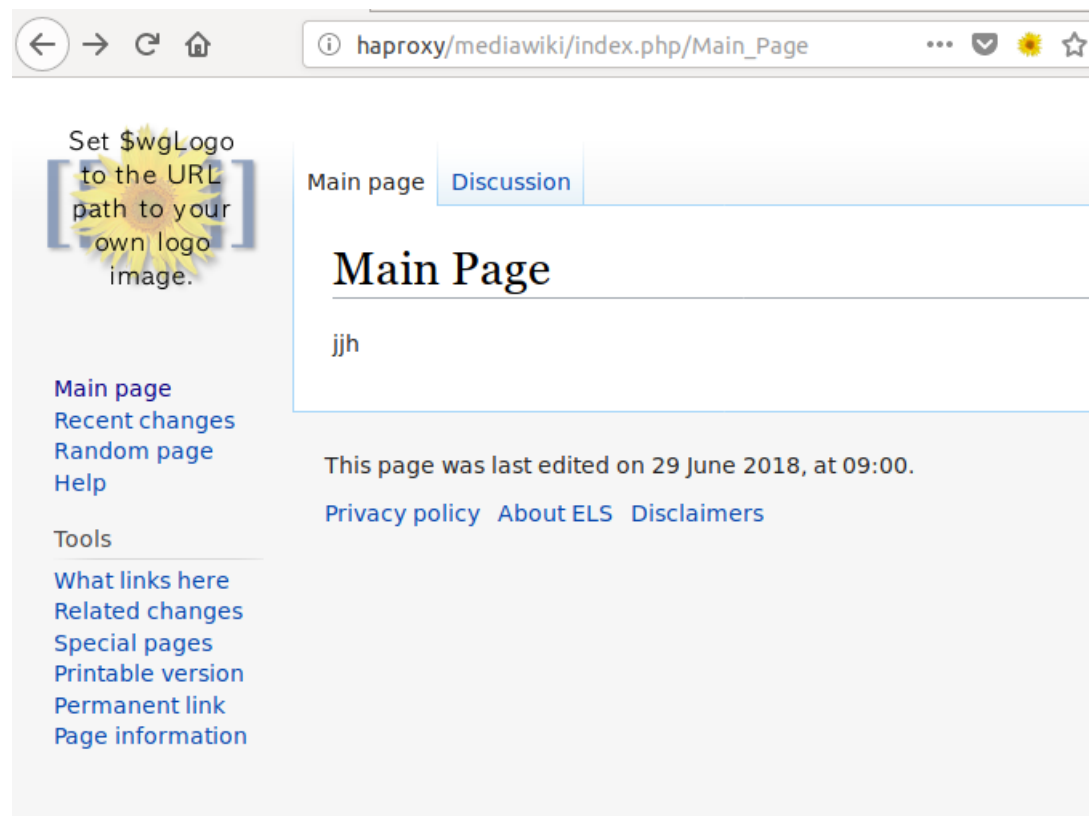 haproxy/mediawiki/index.php/Main_Page
Set $wgLogo
to the URL
path to your
own logo
image.
Main page Discussion
Main Page
jjh
Main page
Recent changes
Random page
Help
Tools
What links here
Related changes
Special pages
Printable version
Permanent link
Page information
This page was last edited on 29 June 2018, at 09:00.
Privacy policy About ELS Disclaimers